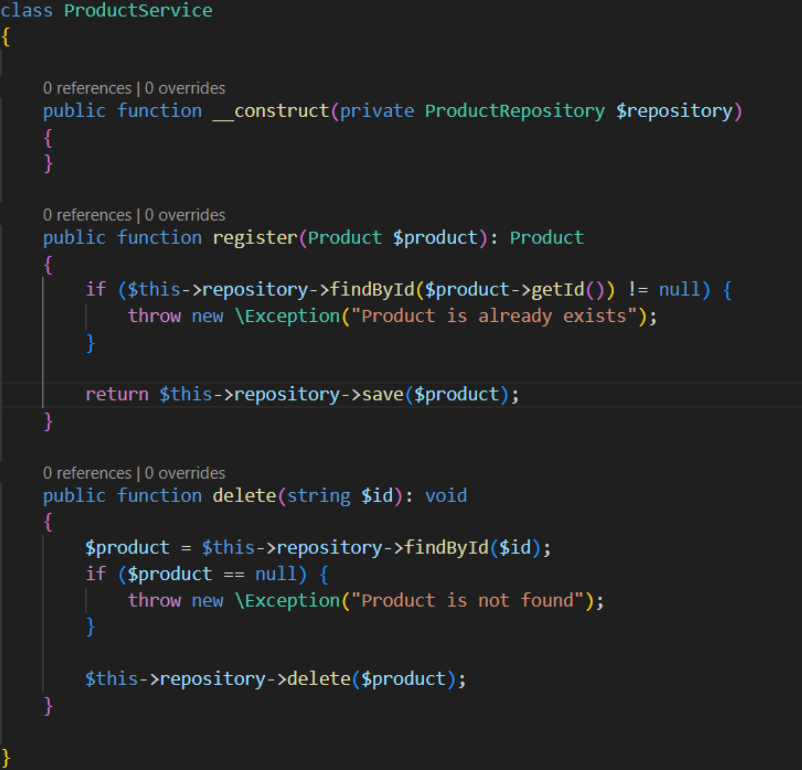 class ProductService
{
0 references | 0 overrides
public function __construct(private ProductRepository $repository)
{
}
0 references | 0 overrides
public function register(Product $product): Product
{
if ($this->repository->findById($product->getId()) != null) {
throw new \Exception("Product is already exists");
}
return $this->repository->save($product);
}
0 references | 0 overrides
public function delete(string $id): void
{
$product = $this->repository->findById($id);
if ($product == null) {
throw new \Exception("Product is not found");
}
$this->repository->delete($product);
}
}